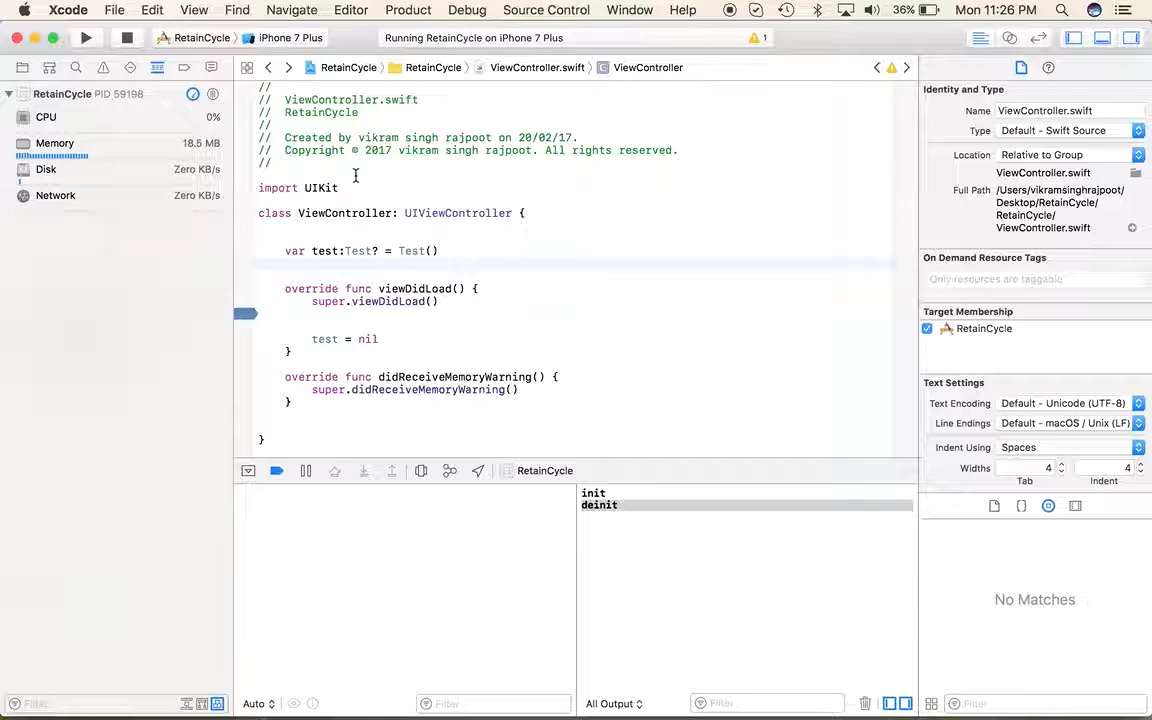 Xcode File Edit View Find Navigate Editor Product Debug Source Control Window Help 36% Mon 11:26 PM
RetainCycle iPhone 7 Plus Running RetainCycle on iPhone 7 Plus 1
RetainCycle RetainCycle ViewController.swift ViewController
RetainCycle PID 59198
CPU 0%
Memory 18.5 MB
Disk Zero KB/s
Network Zero KB/s
Filter
//
// ViewController.swift
// RetainCycle
//
// Created by vikram singh rajpoot on 20/02/17.
// Copyright © 2017 vikram singh rajpoot. All rights reserved.
//
import UIKit
class ViewController: UIViewController {
var test:Test? = Test()
override func viewDidLoad() {
super.viewDidLoad()
test = nil
}
override func didReceiveMemoryWarning() {
super.didReceiveMemoryWarning()
}
}
RetainCycle
init
deinit
Auto Filter
All Output Filter
Identity and Type
Name ViewController.swift
Type Default - Swift Source
Location Relative to Group
ViewController.swift
Full Path /Users/vikramsinghrajpoot/
Desktop/RetainCycle/
RetainCycle/
ViewController.swift
On Demand Resource Tags
Only resources are taggable
Target Membership
RetainCycle
Text Settings
Text Encoding Default - Unicode (UTF-8)
Line Endings Default - macOS / Unix (LF)
Indent Using Spaces
Widths 4 4
Tab Indent
No Matches
Filter